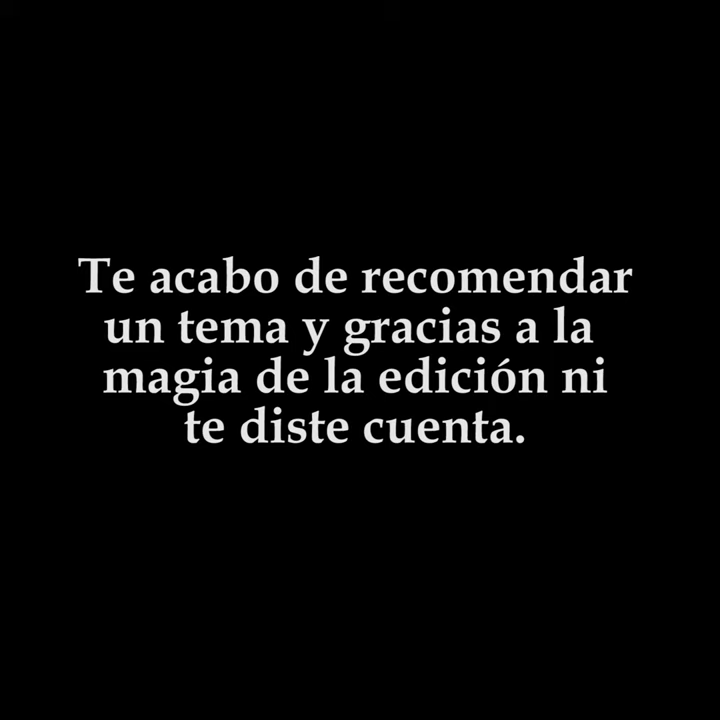 Te acabo de recomendar
un tema y gracias a la
magia de la edición ni
te diste cuenta.